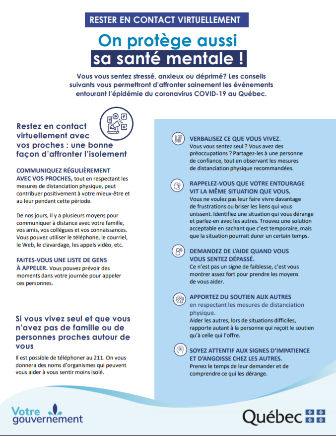 RESTER EN CONTACT VIRTUELLEMENT
On protège aussi
sa santé mentale !
Vous vous sentez stressé, anxieux ou déprimé? Les conseils
suivants vous permettront d'affronter sainement les événements
entourant l'épidémie du coronavirus COVID-19 au Québec.
Restez en contact
virtuellement avec
vos proches : une bonne
façon d'affronter l'isolement
COMMUNIQUEZ RÉGULIÈREMENT
AVEC VOS PROCHES, tout en respectant les
mesures de distanciation physique, peut
contribuer positivement à votre mieux-être et
au leur pendant cette période.
De nos jours, il y a plusieurs moyens pour
communiquer à distance avec votre famille,
vos amis, vos collègues et vos connaissances.
Vous pouvez utiliser le téléphone, le courriel,
le Web, le clavardage, les appels vidéo, etc.
FAITES-VOUS UNE LISTE DE GENS
À APPELER. Vous pouvez prévoir des
moments dans votre journée pour appeler
ces personnes.
Si vous vivez seul et que vous
n'avez pas de famille ou de
personnes proches autour de
vous
Il est possible de téléphoner au 211. On vous
donnera des noms d'organismes qui peuvent
vous aider à vous sentir moins isolé.
VERBALISEZ CE QUE VOUS VIVEZ.
Vous vous sentez seul ? Vous avez des
préoccupations ? Partagez-les à une personne
de confiance, tout en observant les mesures
de distanciation physique recommandées.
RAPPELEZ-VOUS QUE VOTRE ENTOURAGE
VIT LA MÊME SITUATION QUE VOUS.
Vous ne voulez pas leur faire vivre davantage
de frustrations ou briser les liens qui vous
unissent. Identifiez une situation qui vous dérange
et parlez-en avec les autres. Trouvez une solution
acceptable en sachant que c'est temporaire, mais
que la situation pourrait durer un certain temps.
DEMANDEZ DE L'AIDE QUAND VOUS
VOUS SENTEZ DÉPASSÉ.
Ce n'est pas un signe de faiblesse, c'est vous
montrer assez fort pour prendre les moyens
de vous aider.
APPORTEZ DU SOUTIEN AUX AUTRES
en respectant les mesures de distanciation
physique.
Aider les autres, lors de situations difficiles,
rapporte autant à la personne qui reçoit le soutien
qu'à celle qui l'offre.
SOYEZ ATTENTIF AUX SIGNES D'IMPATIENCE
ET D'ANGOISSE CHEZ LES AUTRES.
Prenez le temps de leur demander et de
comprendre ce qui les dérange.
Votre
gouvernement
Québec